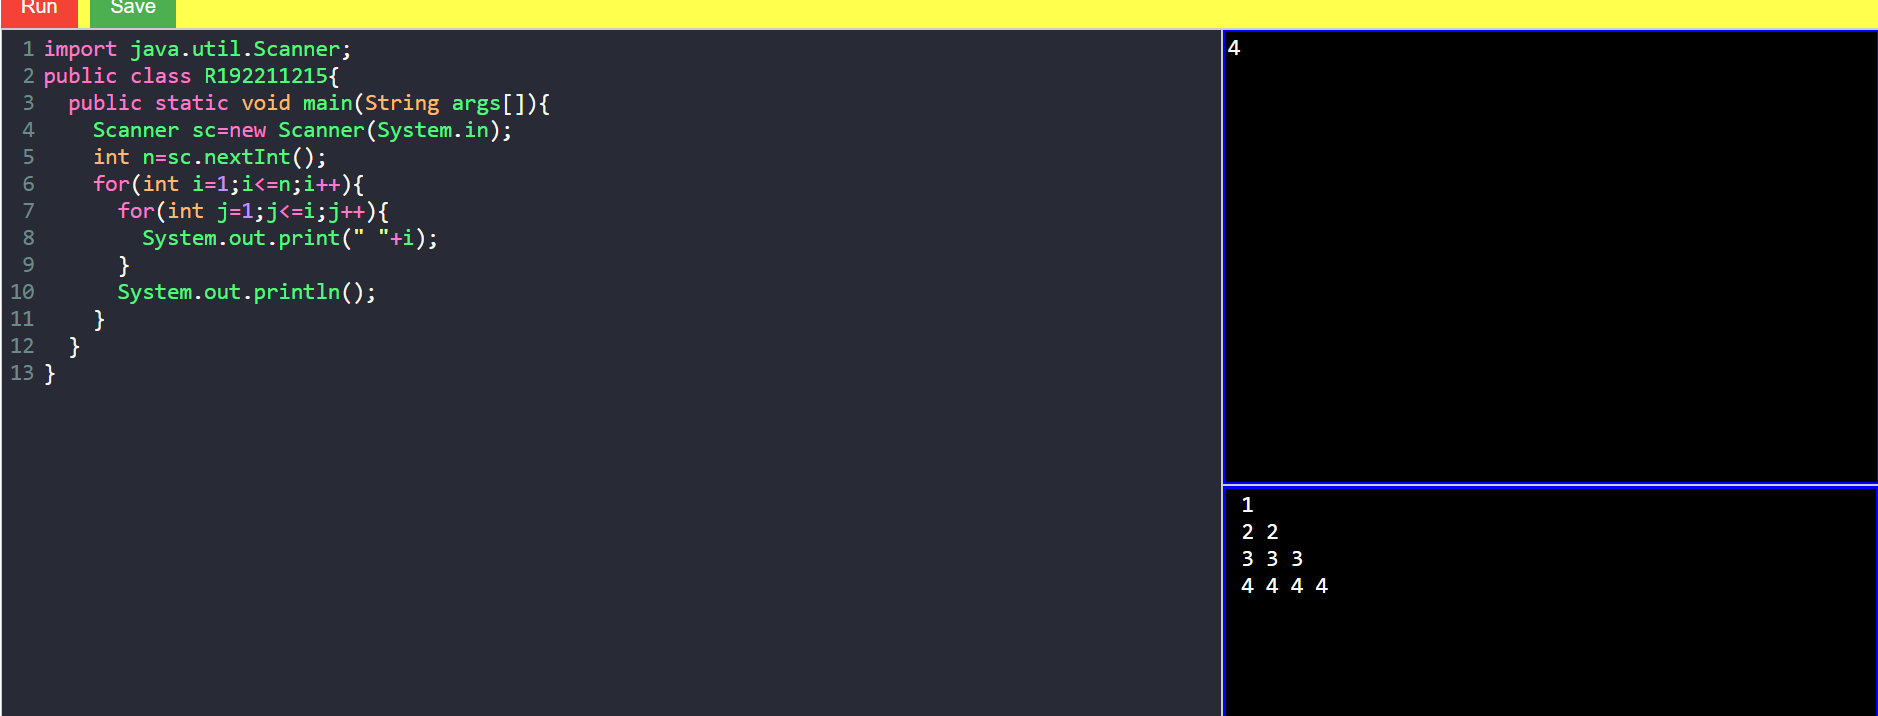 Run Save
1 import java.util.Scanner;
2 public class R192211215{
3   public static void main(String args[]){
4     Scanner sc=new Scanner(System.in);
5     int n=sc.nextInt();
6     for(int i=1;i<=n;i++){
7       for(int j=1;j<=i;j++){
8         System.out.print(" "+i);
9       }
10       System.out.println();
11     }
12   }
13 }
4
 1
 2 2
 3 3 3
 4 4 4 4